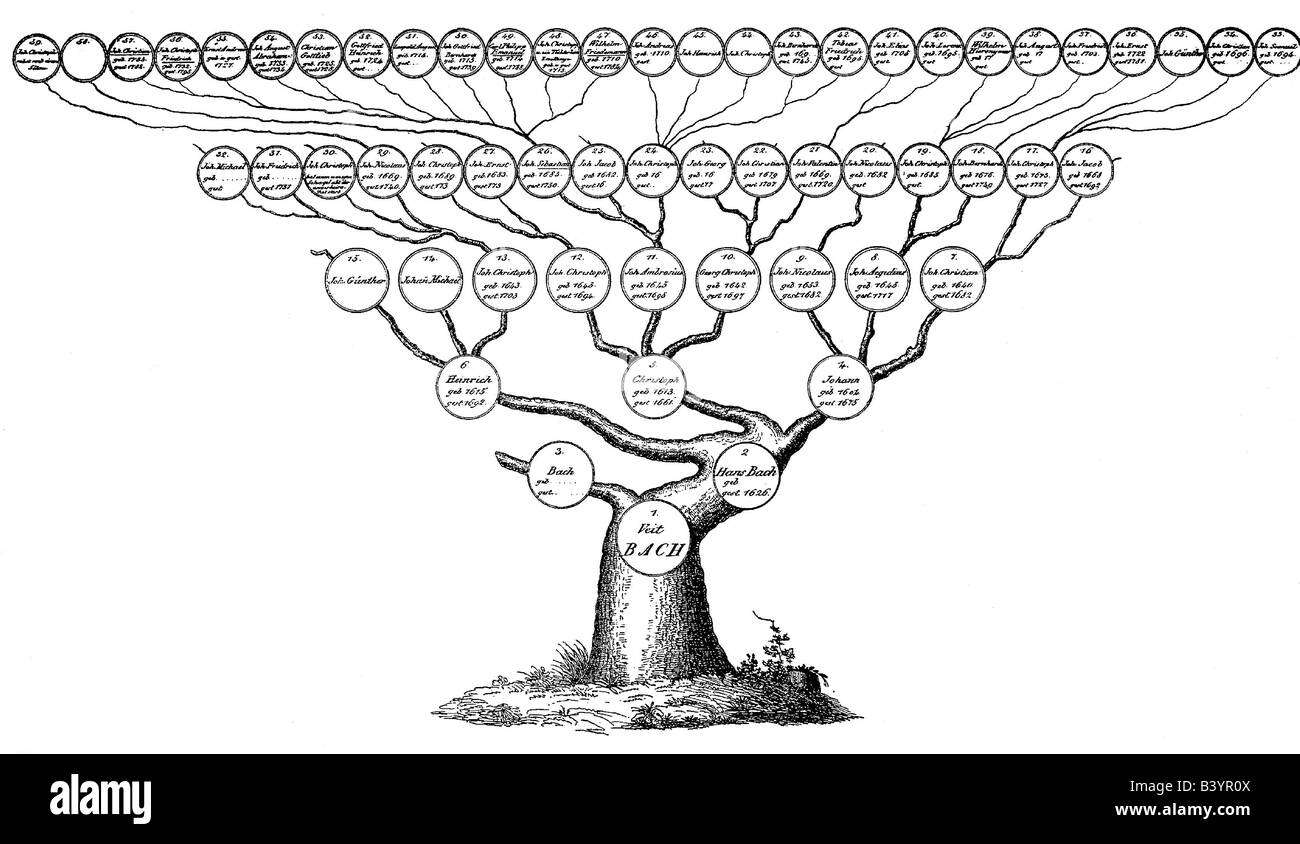 59.
Joh. Christoph
58.
57.
Joh. Christian
geb. 1735.
gest. 1782.
56.
Joh. Christoph
Friedrich
geb. 1732.
gest. 1795.
55.
geb.
1727.
54.
Joh. August
Abraham
geb. 1733.
gest. 1734.
53.
Christian
Gottlieb
geb. 1725.
gest. 1728.
52.
Gottfried
Heinrich
geb. 1724
gest.
51.
Leopold August
geb. 1718.
gest.
50.
Joh. Gottfried
Bernhard
geb. 1715.
gest. 1739.
49.
Carl Philipp
Emanuel
geb. 1714
gest. 1788.
48.
Joh. Christoph
1713.
47
Wilhelm
Friedemann
geb. 1710
gest. 1784.
46
Joh. Andreas
geb. 1710.
gest
45.
Joh. Heinrich
44
Joh. Christoph
43.
Joh. Bernhard
geb.
gest. 1743.
42
Tobias
Friedrich
geb. 1695.
gest
41.
Joh. Elias
geb. 1705
gest
40.
Joh. Lorenz
geb. 1695.
gest
39.
Wilhelm
Hieronymus
geb. 17
gest
38.
Joh. August
geb.
gest. 17
37.
Joh. Friedrich
geb. 1703.
gest.
36.
Joh. Ernst
geb. 1722
gest. 1781.
35.
Joh. Günther
34.
Joh. Christian
geb. 1696.
gest
33.
Joh. Samuel
geb. 1694.
gest
32.
Joh. Michael
geb.
gest
31.
Joh. Friedrich
geb.
gest
30.
Joh. Christoph
29.
Joh. Nicolaus
geb. 1669.
gest. 1740.
28.
Joh. Christoph
geb. 1689
gest. 173
27.
Joh. Ernst
geb. 1683.
gest. 173
26.
Joh. Sebastian
geb. 1685.
gest. 1750.
25.
Joh. Jacob
geb. 1682.
gest. 16.
24.
Joh. Christoph
geb. 16
gest.
23.
Joh. Georg
geb. 16
gest. 17
22.
Joh. Christian
geb. 1679
gest. 1707
21
Joh. Valentin
geb. 1669.
gest. 1720.
20.
Joh. Nicolaus
geb. 1682
gest
19.
Joh. Christoph
geb. 1685.
gest
18.
Joh. Bernhard
geb. 1676.
gest. 1749
17.
Joh. Christoph
geb. 1673.
gest. 1727
16
Joh. Jacob
geb. 1668
gest. 1692
15.
Joh. Günther
14.
Johan Michael
13.
Joh. Christoph
geb. 1643.
gest. 1703
12.
Joh. Christoph
geb. 1645.
gest. 1694.
11.
Joh. Ambrosius
geb. 1645
gest. 1695
10.
Georg Christoph
geb. 1642
gest. 1697
9.
Joh. Nicolaus
geb. 1653.
gest. 1682.
8.
Joh. Aegidius
geb. 1645.
gest. 1717
7.
Joh. Christian
geb. 1640
gest. 1682
6
Heinrich
geb. 1615.
gest. 1692.
5.
Christoph
geb. 1613.
gest. 1661.
4.
Johann
geb. 1604
gest. 1675
3.
Bach
geb.
gest.
2
Hans Bach
geb
gest. 1626.
1.
Veit
BACH
alamy
Image ID: B3YR0X
www.alamy.com